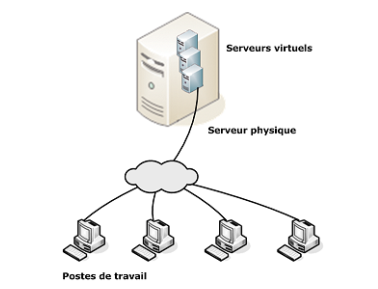 Serveurs virtuels
Serveur physique
Postes de travail